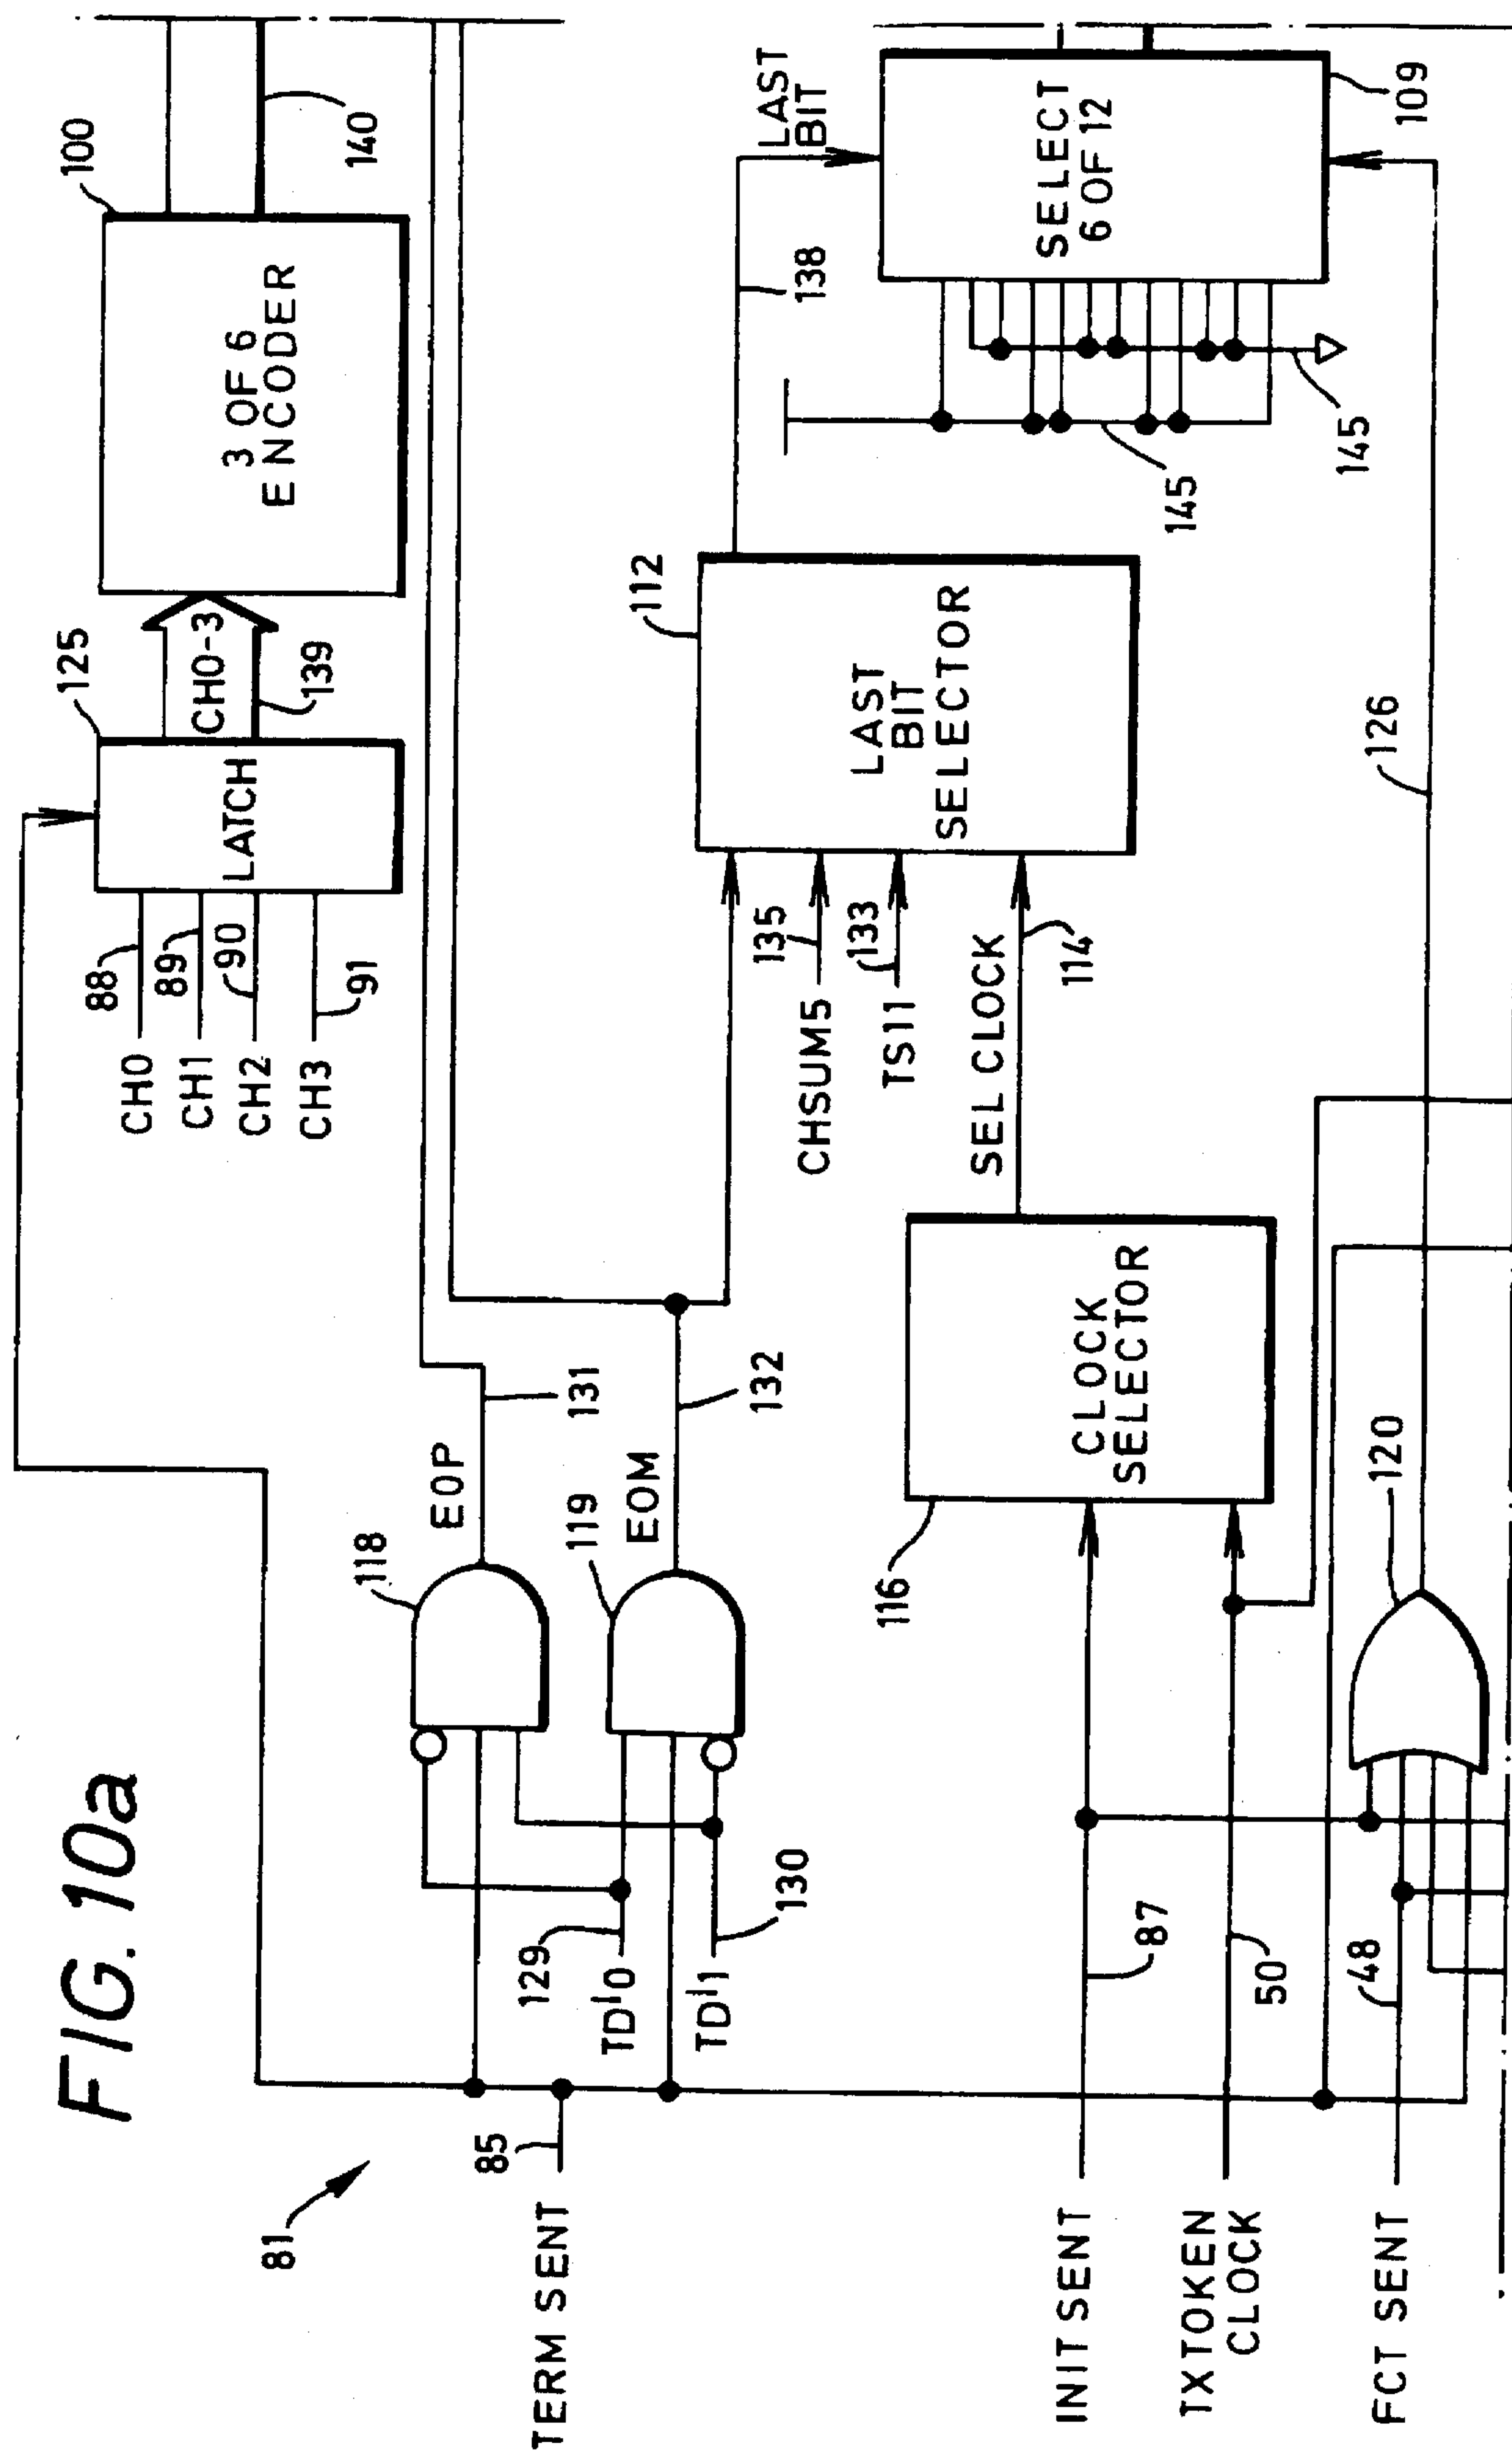 FIG. 10a
81
TERM SENT
85
129
TD'0
TD'1
130
118
EOP
131
119
EOM
132
CH0
CH1
CH2
CH3
88
89
90
91
125
LATCH
CH0-3
139
100
3 OF 6
ENCODER
140
INIT SENT
87
TXTOKEN
CLOCK
50
FCT SENT
48
116
CLOCK
SELECTOR
120
SEL CLOCK
114
CHSUM5
135
TS11
133
112
LAST
BIT
SELECTOR
138
LAST
BIT
SELECT
6 OF 12
109
145
145
126